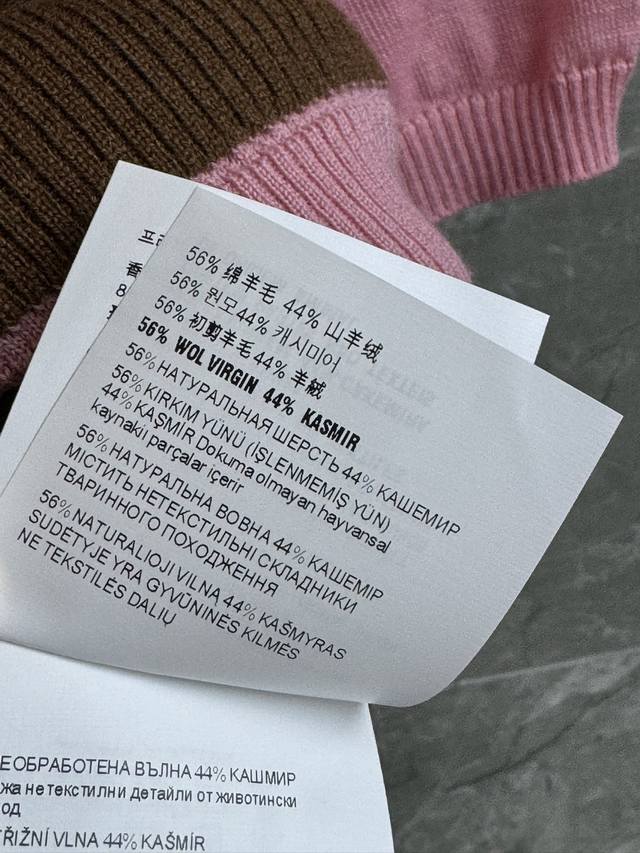 56% 绵羊毛 44% 山羊绒
56% 원모 44% 캐시미어
56% 初剪羊毛 44% 羊絨
56% WOL VIRGIN 44% KASMIR
56% НАТУРАЛЬНАЯ ШЕРСТЬ 44% КАШЕМИР
56% KIRKIM YÜNÜ (İŞLENMEMİŞ YÜN)
44% KAŞMİR Dokuma olmayan hayvansal
kaynakli parçalar içerir
56% НАТУРАЛЬНА ВОВНА 44% КАШЕМІР
МІСТИТЬ НЕТЕКСТИЛЬНІ СКЛАДНИКИ
ТВАРИННОГО ПОХОДЖЕННЯ
56% NATURALIOJI VILNA 44% KAŠMYRAS
SUDĖTYJE YRA GYVŪNINĖS KILMĖS
NE TEKSTILĖS DALIŲ
ЕОБРАБОТЕНА ВЪЛНА 44% КАШМИР
жа нетекстилни детайли от животински
од
ŘIŽNÍ VLNA 44% KAŠMÍR